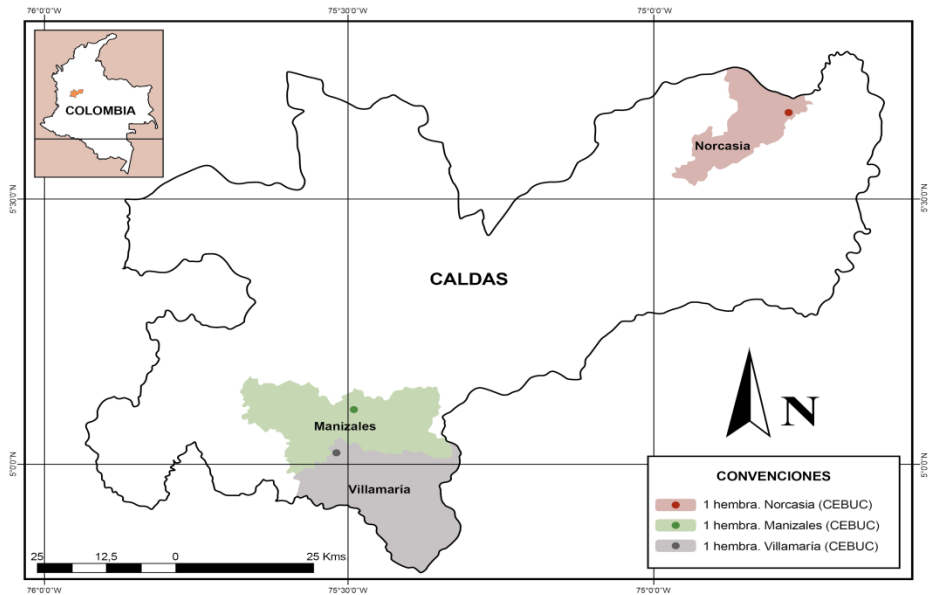 76°0'0"W 75°30'0"W 75°0'0"W
COLOMBIA
Norcasia
5°30'0"N 5°30'0"N
CALDAS
Manizales
N
5°0'0"N 5°0'0"N
Villamaría
CONVENCIONES
1 hembra. Norcasia (CEBUC)
1 hembra. Manizales (CEBUC)
1 hembra. Villamaría (CEBUC)
25 12,5 0 25 Kms
76°0'0"W 75°30'0"W 75°0'0"W